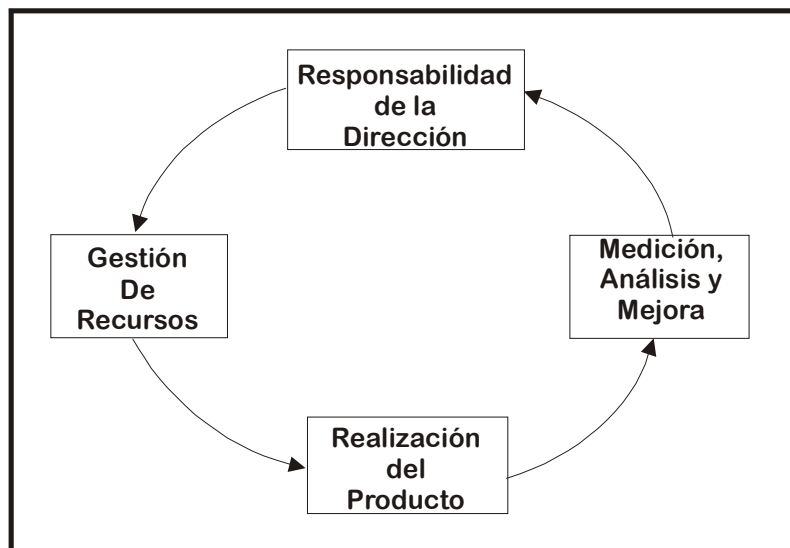 Responsabilidad
de la
Dirección
Gestión
De
Recursos
Medición,
Análisis y
Mejora
Realización
del
Producto